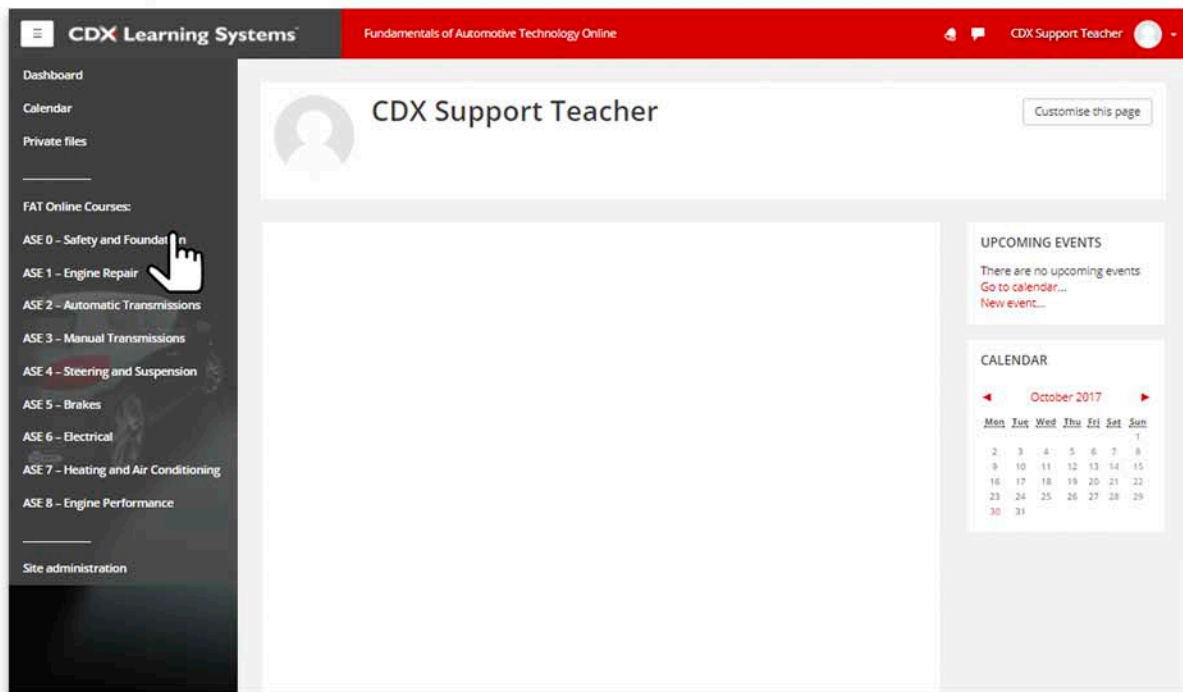 CDX Learning Systems
Fundamentals of Automotive Technology Online
CDX Support Teacher
Dashboard
Calendar
Private files
FAT Online Courses:
ASE 0 – Safety and Foundation
ASE 1 – Engine Repair
ASE 2 – Automatic Transmissions
ASE 3 – Manual Transmissions
ASE 4 – Steering and Suspension
ASE 5 – Brakes
ASE 6 – Electrical
ASE 7 – Heating and Air Conditioning
ASE 8 – Engine Performance
Site administration
CDX Support Teacher
Customise this page
UPCOMING EVENTS
There are no upcoming events
Go to calendar...
New event...
CALENDAR
◄ October 2017 ►
Mon Tue Wed Thu Fri Sat Sun
1
2 3 4 5 6 7 8
9 10 11 12 13 14 15
16 17 18 19 20 21 22
23 24 25 26 27 28 29
30 31